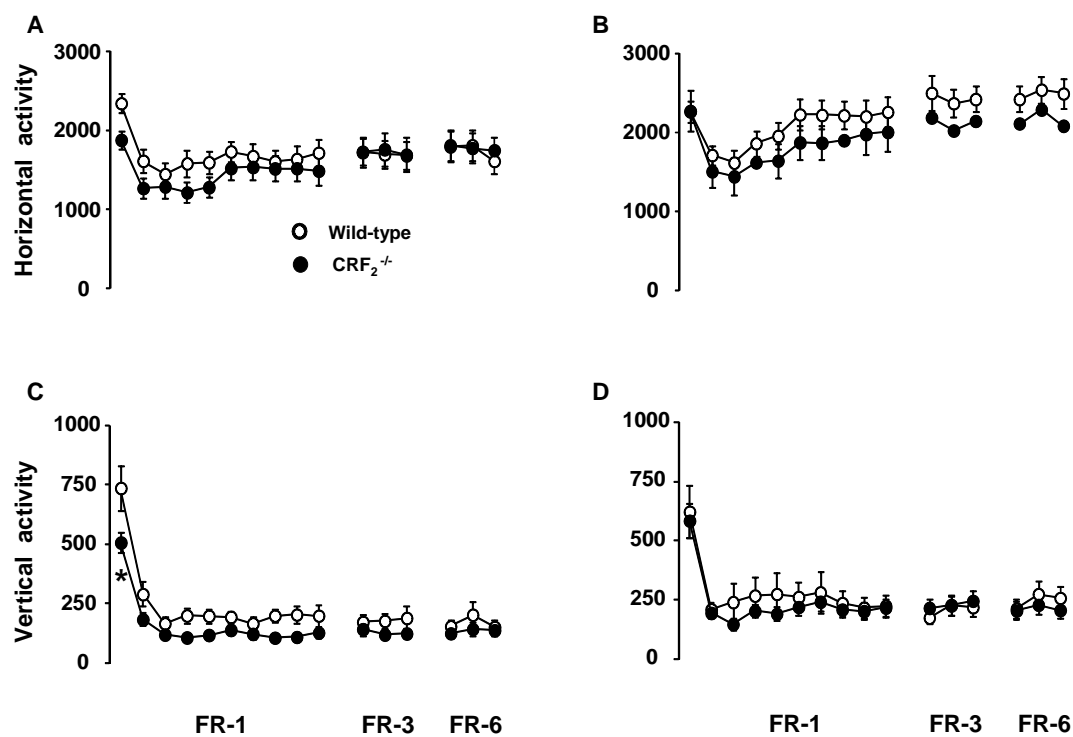 A
B
3000
2000
1000
0
Horizontal activity
Wild-type
CRF2 -/-
3000
2000
1000
0
C
D
1000
750
500
250
0
Vertical activity
*
1000
750
500
250
0
FR-1
FR-3
FR-6
FR-1
FR-3
FR-6